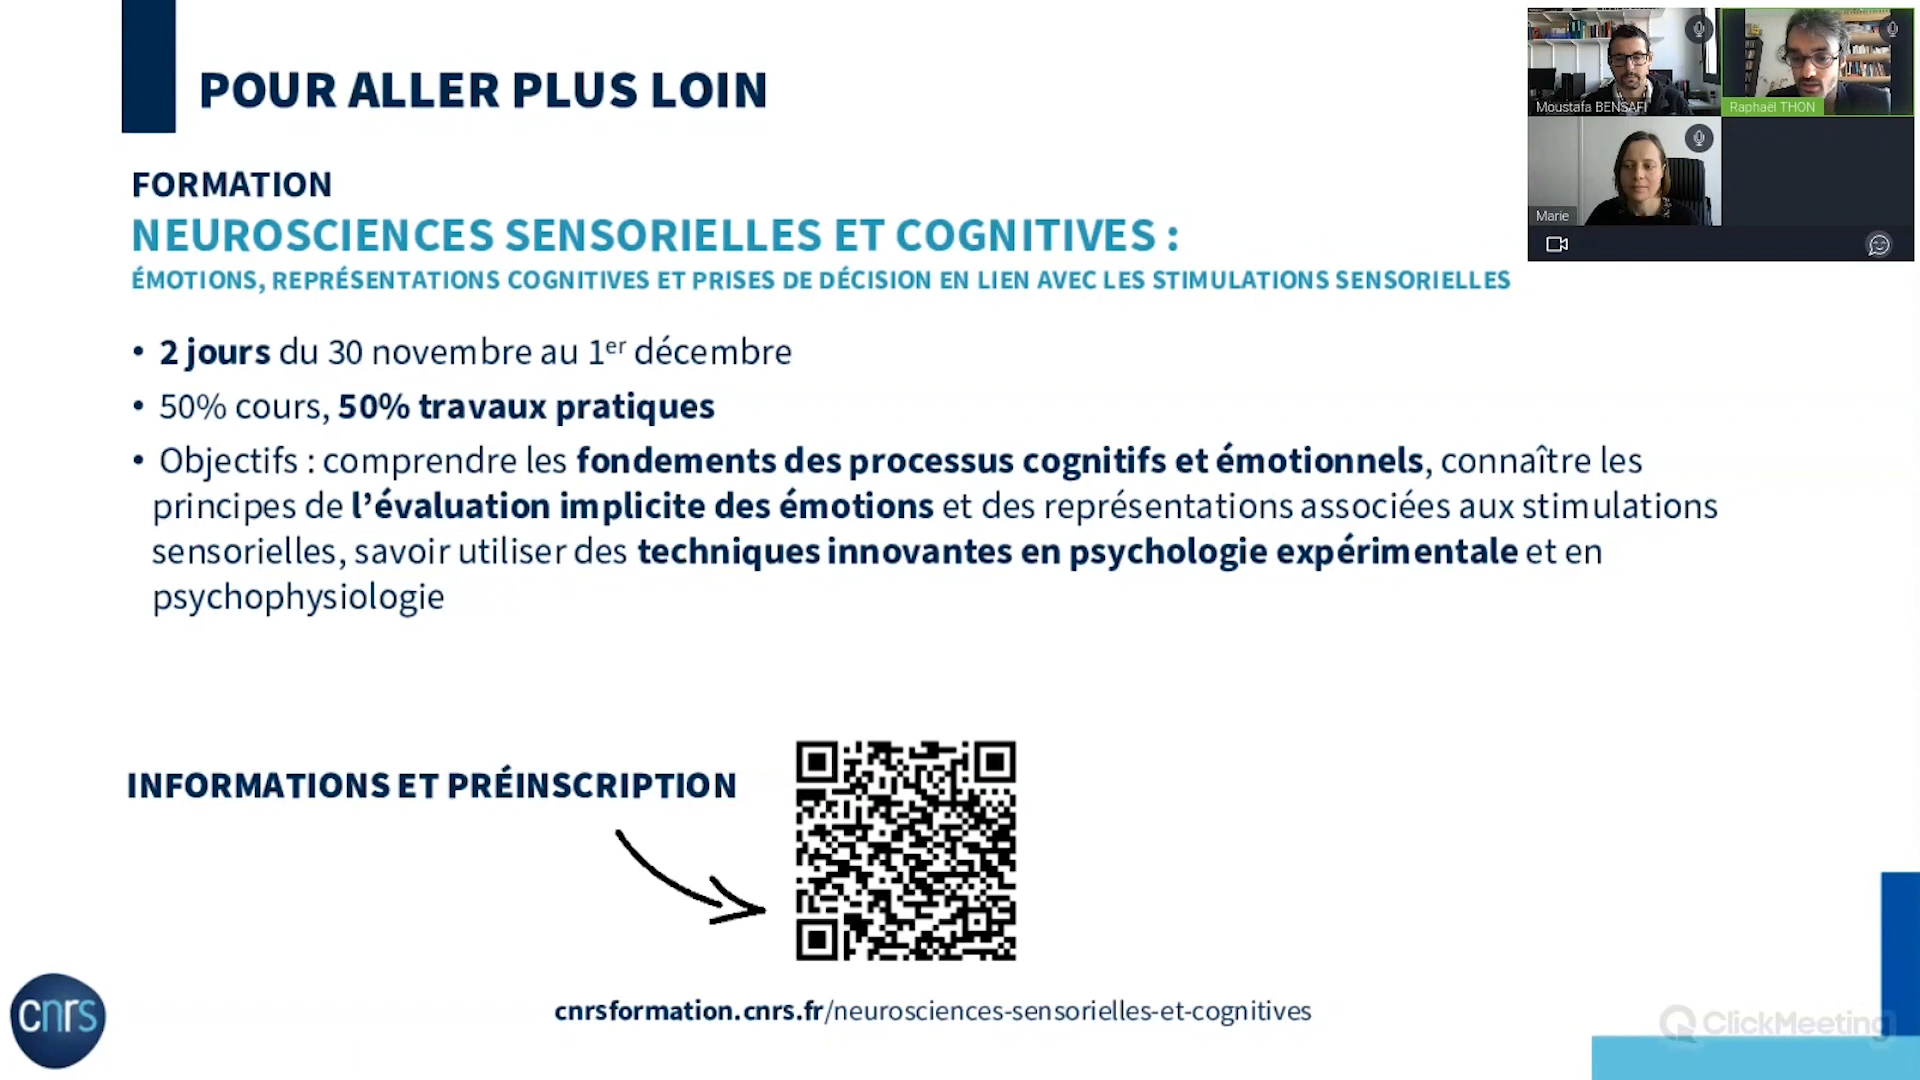 POUR ALLER PLUS LOIN
FORMATION
NEUROSCIENCES SENSORIELLES ET COGNITIVES :
ÉMOTIONS, REPRÉSENTATIONS COGNITIVES ET PRISES DE DÉCISION EN LIEN AVEC LES STIMULATIONS SENSORIELLES
• 2 jours du 30 novembre au 1er décembre
• 50% cours, 50% travaux pratiques
• Objectifs : comprendre les fondements des processus cognitifs et émotionnels, connaître les
principes de l’évaluation implicite des émotions et des représentations associées aux stimulations
sensorielles, savoir utiliser des techniques innovantes en psychologie expérimentale et en
psychophysiologie
INFORMATIONS ET PRÉINSCRIPTION
cnrsformation.cnrs.fr/neurosciences-sensorielles-et-cognitives
cnrs
Moustafa BENSAFI
Raphaël THON
Marie
ClickMeeting